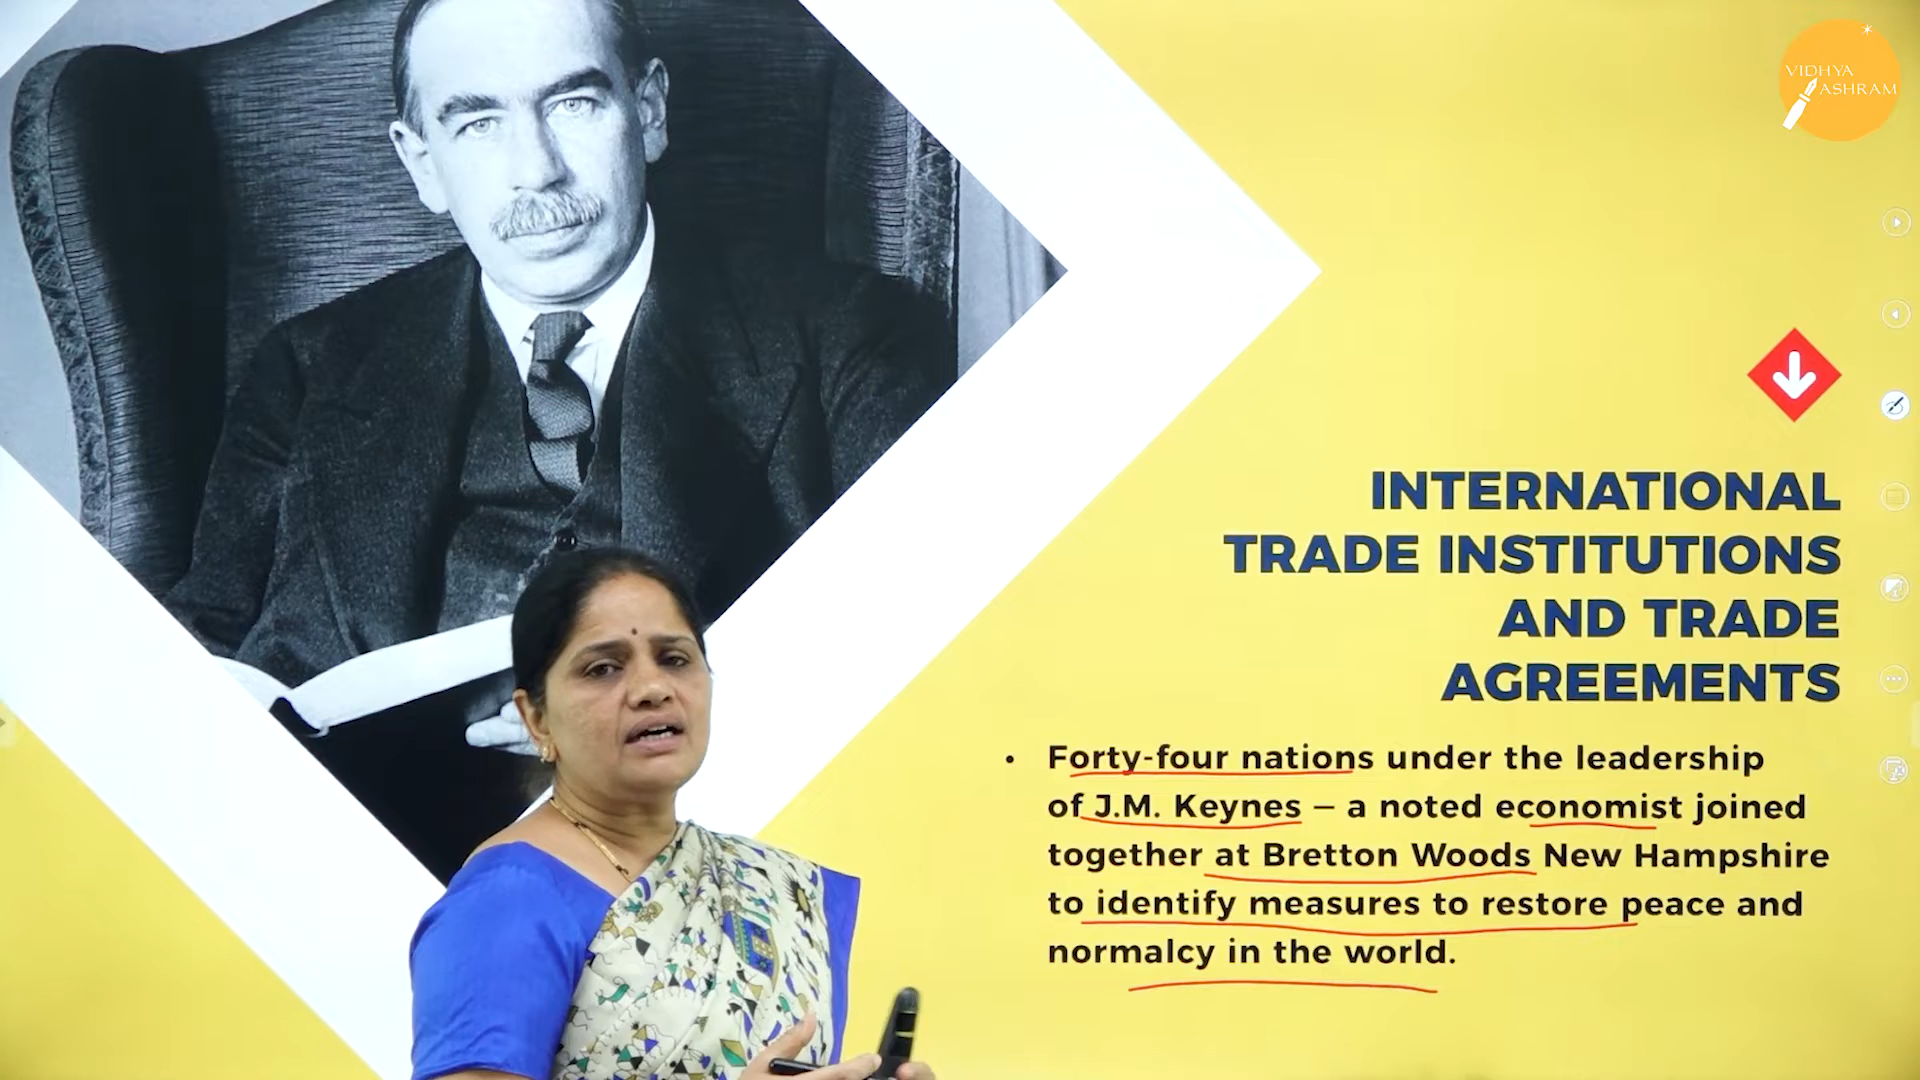 VIDHYA
ASHRAM
INTERNATIONAL
TRADE INSTITUTIONS
AND TRADE
AGREEMENTS
• Forty-four nations under the leadership
of J.M. Keynes – a noted economist joined
together at Bretton Woods New Hampshire
to identify measures to restore peace and
normalcy in the world.